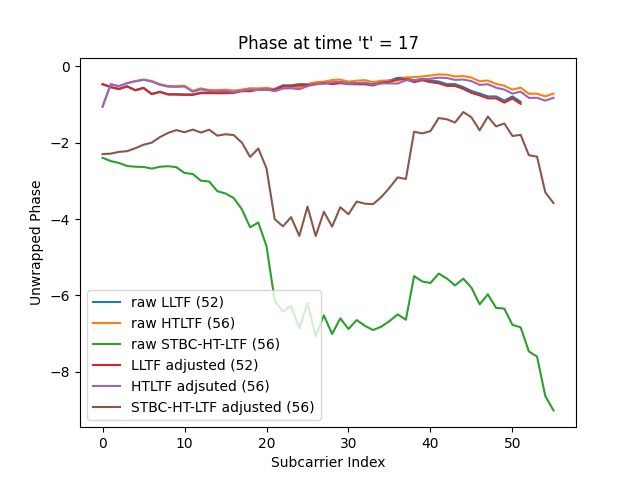 Phase at time 't' = 17
Unwrapped Phase
0
−2
−4
−6
−8
raw LLTF (52)
raw HTLTF (56)
raw STBC-HT-LTF (56)
LLTF adjusted (52)
HTLTF adjsuted (56)
STBC-HT-LTF adjusted (56)
0 10 20 30 40 50
Subcarrier Index